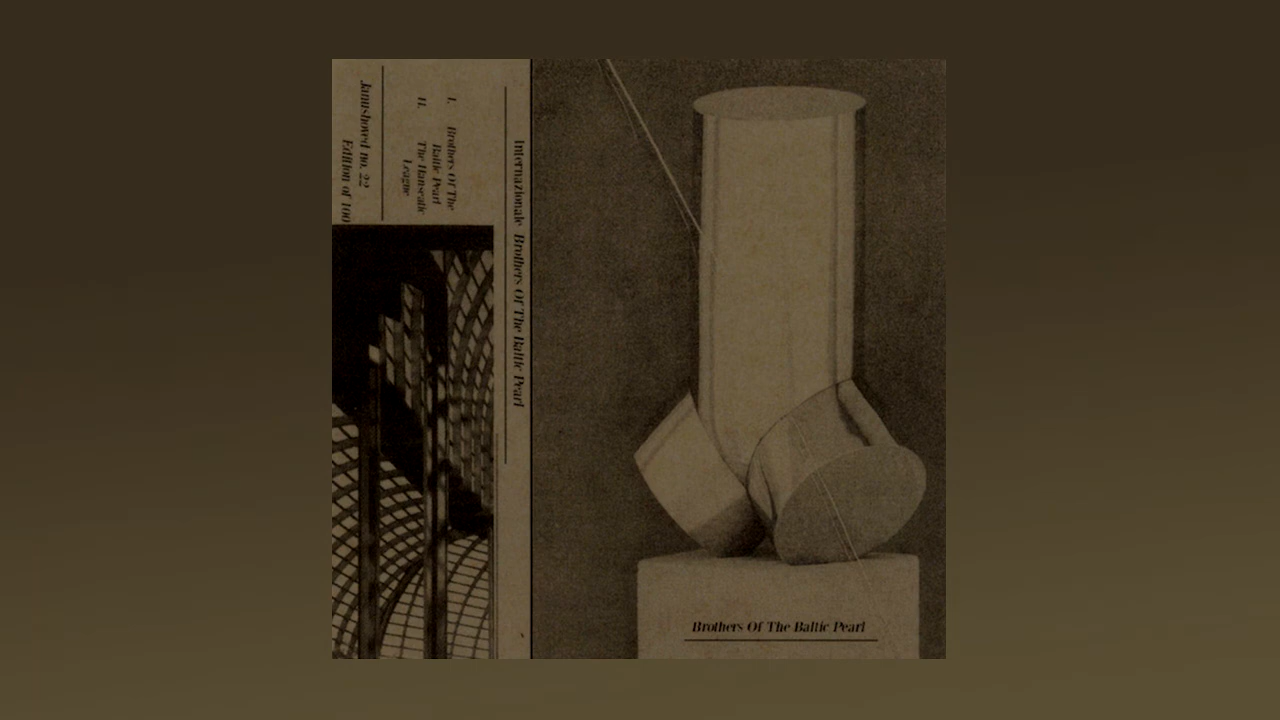 Janushoved no. 22
Edition of 100
I. Brothers Of The
Baltic Pearl
II. The Hanseatic
League
Internazionale Brothers Of The Baltic Pearl
Brothers Of The Baltic Pearl